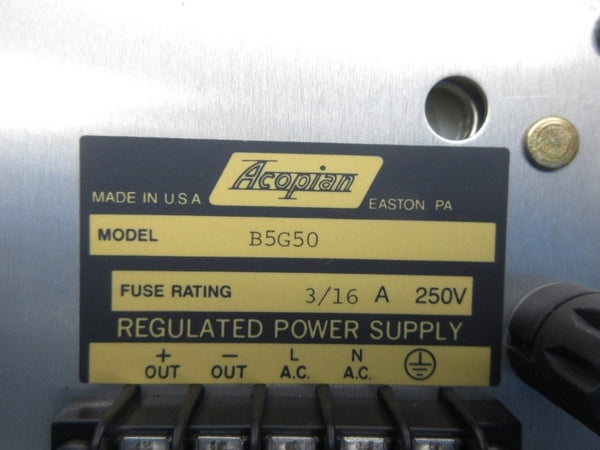 Acopian
MADE IN U.S.A. EASTON, PA
MODEL B5G50
FUSE RATING 3/16 A 250V
REGULATED POWER SUPPLY
+ − L N
OUT OUT A.C. A.C.